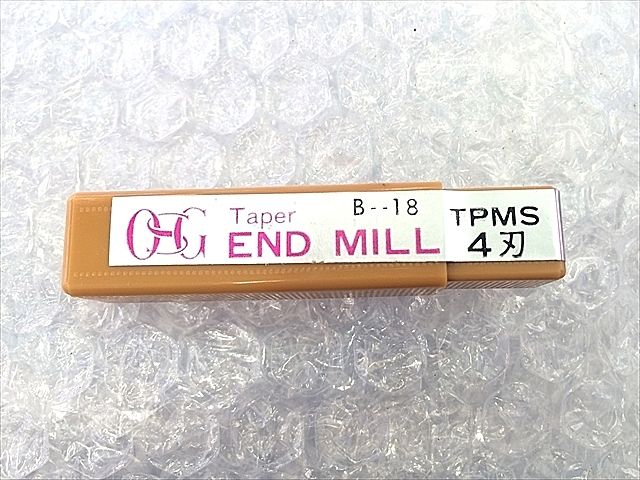 OSG Taper B--18 TPMS
END MILL 4刃